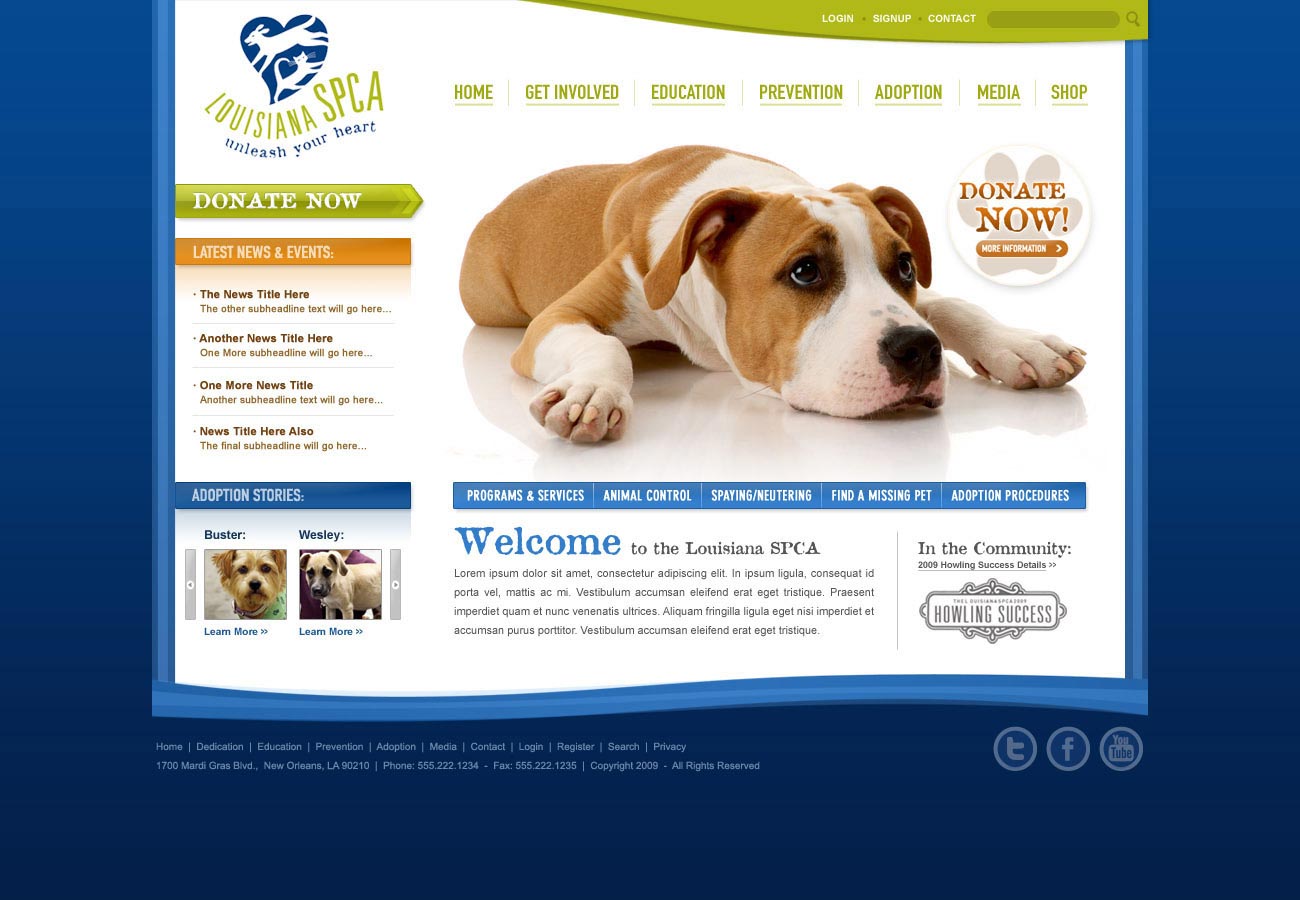 LOGIN • SIGNUP • CONTACT
LOUISIANA SPCA
unleash your heart
HOME
GET INVOLVED
EDUCATION
PREVENTION
ADOPTION
MEDIA
SHOP
DONATE NOW
DONATE
NOW!
MORE INFORMATION
LATEST NEWS & EVENTS:
· The News Title Here
The other subheadline text will go here...
· Another News Title Here
One More subheadline will go here...
· One More News Title
Another subheadline text will go here...
· News Title Here Also
The final subheadline will go here...
ADOPTION STORIES:
Buster:
Wesley:
Learn More >>
Learn More >>
PROGRAMS & SERVICES
ANIMAL CONTROL
SPAYING/NEUTERING
FIND A MISSING PET
ADOPTION PROCEDURES
Welcome to the Louisiana SPCA
Lorem ipsum dolor sit amet, consectetur adipiscing elit. In ipsum ligula, consequat id
porta vel, mattis ac mi. Vestibulum accumsan eleifend erat eget tristique. Praesent
imperdiet quam et nunc venenatis ultrices. Aliquam fringilla ligula eget nisi imperdiet et
accumsan purus porttitor. Vestibulum accumsan eleifend erat eget tristique.
In the Community:
2009 Howling Success Details >>
THE LOUISIANA SPCA 2009
HOWLING SUCCESS
Home | Dedication | Education | Prevention | Adoption | Media | Contact | Login | Register | Search | Privacy
1700 Mardi Gras Blvd., New Orleans, LA 90210 | Phone: 555.222.1234 - Fax: 555.222.1235 | Copyright 2009 - All Rights Reserved
You
Tube